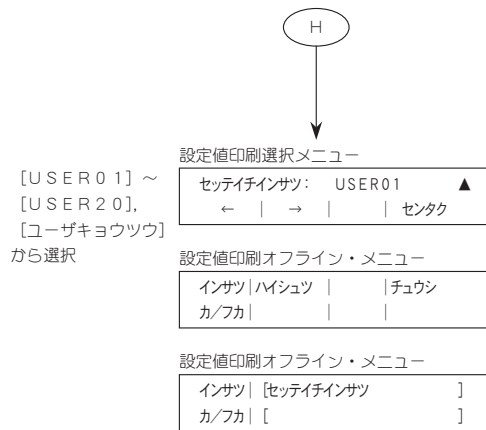 H
設定値印刷選択メニュー
[USER01]～
[USER20],
[ユーザキョウツウ]
から選択
セッテイチインサツ： USER01 ▲
← | → | | センタク
設定値印刷オフライン・メニュー
インサツ|ハイシュツ | |チュウシ
カ／フカ| | |
設定値印刷オフライン・メニュー
インサツ| [セッテイチインサツ ]
カ／フカ| [ ]